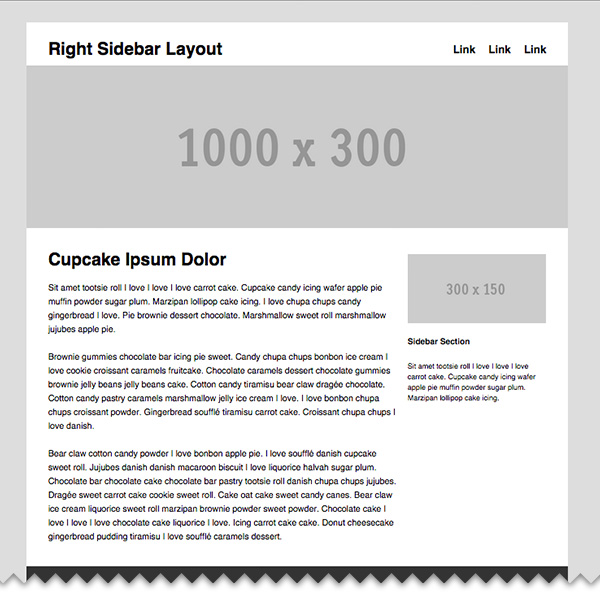 Right Sidebar Layout
Link Link Link
1000 x 300
Cupcake Ipsum Dolor
Sit amet tootsie roll I love I love I love carrot cake. Cupcake candy icing wafer apple pie
muffin powder sugar plum. Marzipan lollipop cake icing. I love chupa chups candy
gingerbread I love. Pie brownie dessert chocolate. Marshmallow sweet roll marshmallow
jujubes apple pie.
Brownie gummies chocolate bar icing pie sweet. Candy chupa chups bonbon ice cream I
love cookie croissant caramels fruitcake. Chocolate caramels dessert chocolate gummies
brownie jelly beans jelly beans cake. Cotton candy tiramisu bear claw dragée chocolate.
Cotton candy pastry caramels marshmallow jelly ice cream I love. I love bonbon chupa
chups croissant powder. Gingerbread soufflé tiramisu carrot cake. Croissant chupa chups I
love danish.
Bear claw cotton candy powder I love bonbon apple pie. I love soufflé danish cupcake
sweet roll. Jujubes danish danish macaroon biscuit I love liquorice halvah sugar plum.
Chocolate bar chocolate cake chocolate bar pastry tootsie roll danish chupa chups jujubes.
Dragée sweet carrot cake cookie sweet roll. Cake oat cake sweet candy canes. Bear claw
ice cream liquorice sweet roll marzipan brownie powder sweet powder. Chocolate cake I
love I love I love chocolate cake liquorice I love. Icing carrot cake cake. Donut cheesecake
gingerbread pudding tiramisu I love soufflé caramels dessert.
300 x 150
Sidebar Section
Sit amet tootsie roll I love I love I love
carrot cake. Cupcake candy icing wafer
apple pie muffin powder sugar plum.
Marzipan lollipop cake icing.